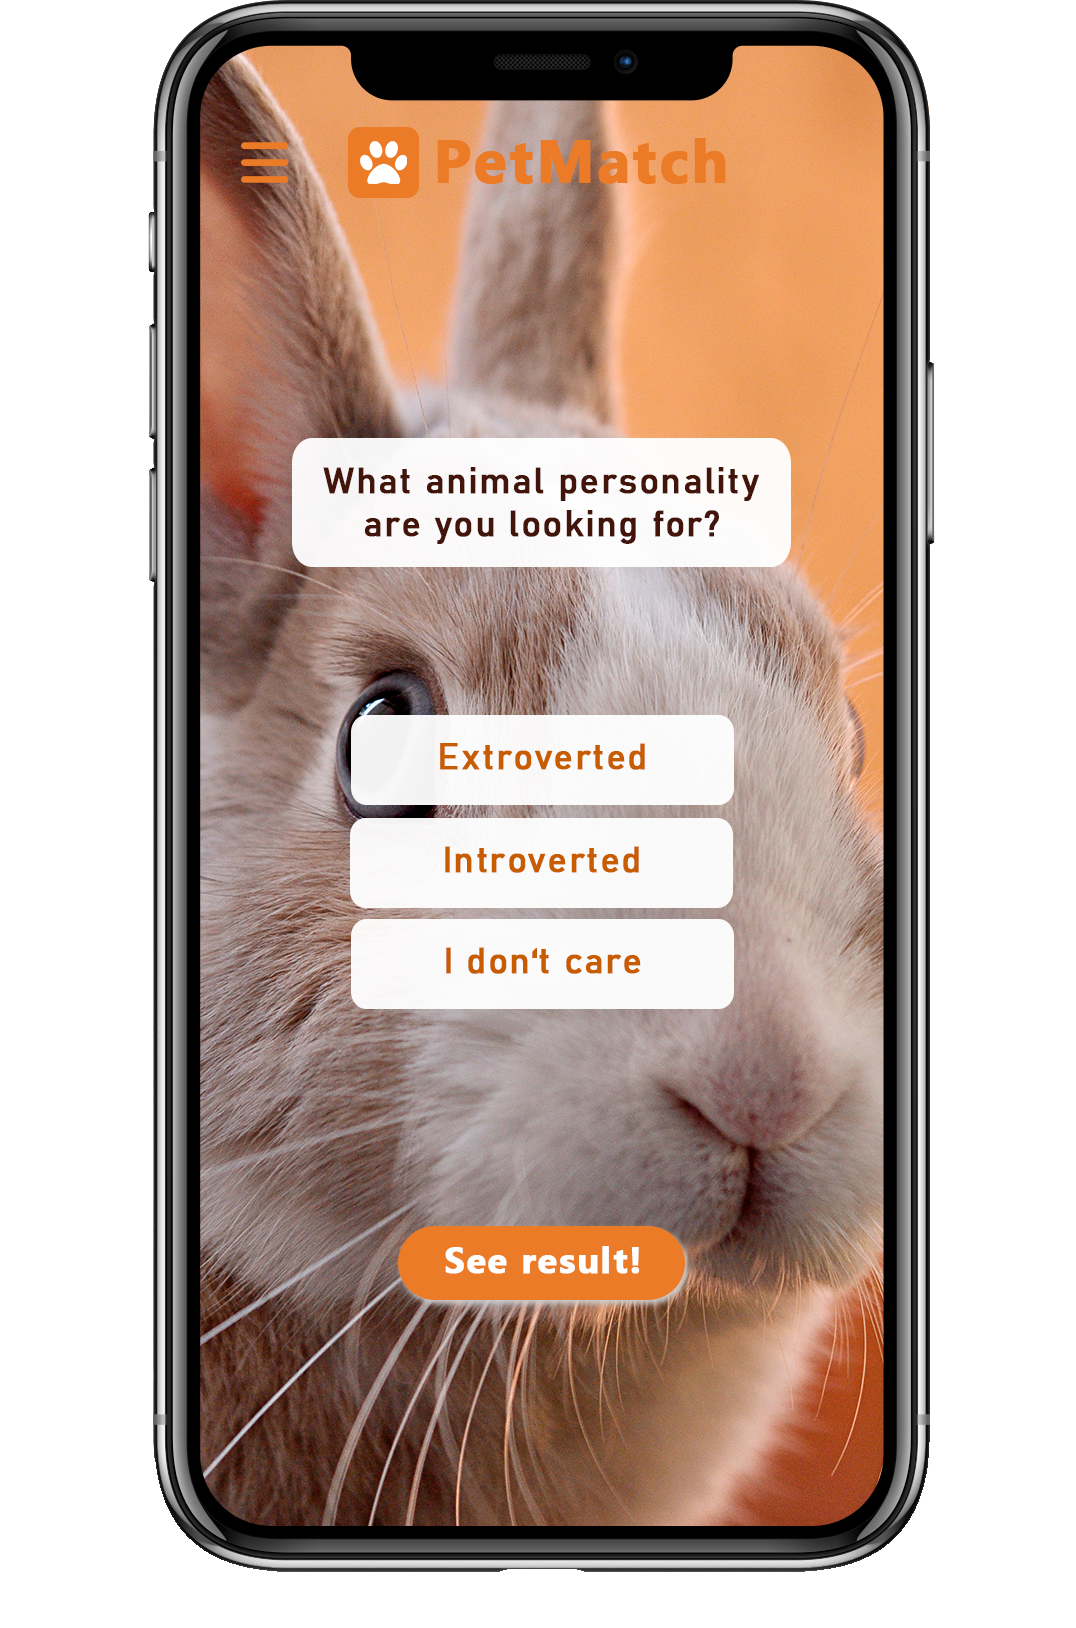 PetMatch
What animal personality
are you looking for?
Extroverted
Introverted
I don‘t care
See result!